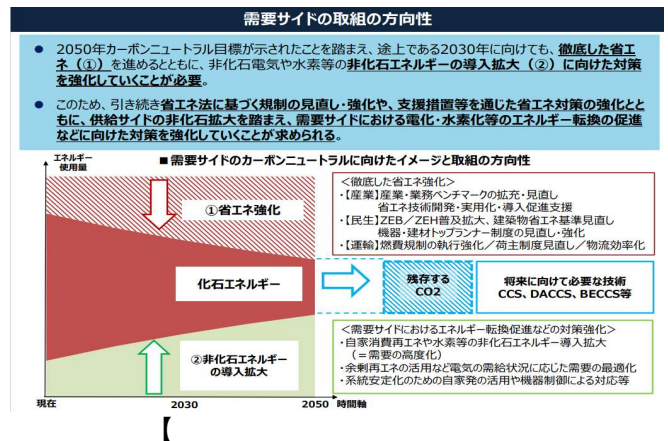 需要サイドの取組の方向性
● 2050年カーボンニュートラル目標が示されたことを踏まえ、途上である2030年に向けても、徹底した省エ
ネ（①）を進めるとともに、非化石電気や水素等の非化石エネルギーの導入拡大（②）に向けた対策
を強化していくことが必要。
● このため、引き続き省エネ法に基づく規制の見直し・強化や、支援措置等を通じた省エネ対策の強化とと
もに、供給サイドの非化石拡大を踏まえ、需要サイドにおける電化・水素化等のエネルギー転換の促進
などに向けた対策を強化していくことが求められる。
エネルギー
使用量
■需要サイドのカーボンニュートラルに向けたイメージと取組の方向性
①省エネ強化
化石エネルギー
②非化石エネルギー
の導入拡大
現在
2030
2050
時間軸
＜徹底した省エネ強化＞
・【産業】産業・業務ベンチマークの拡充・見直し
省エネ技術開発・実用化・導入促進支援
・【民生】ZEB／ZEH普及拡大、建築物省エネ基準見直し
機器・建材トップランナー制度の見直し・強化
・【運輸】燃費規制の執行強化／荷主制度見直し／物流効率化
残存する
CO2
将来に向けて必要な技術
CCS、DACCS、BECCS等
＜需要サイドにおけるエネルギー転換促進などの対策強化＞
・自家消費再エネや水素等の非化石エネルギー導入拡大
（＝需要の高度化）
・余剰再エネの活用など電気の需給状況に応じた需要の最適化
・系統安定化のための自家発の活用や機器制御による対応等
【